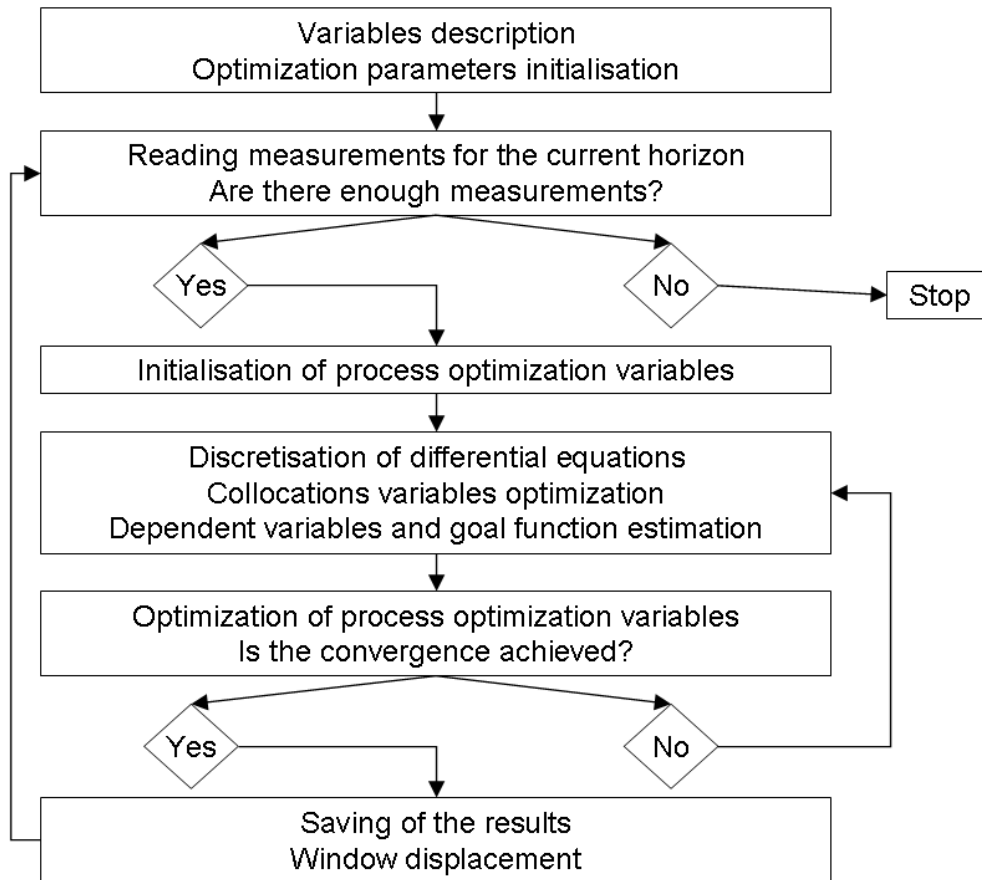 Variables description
Optimization parameters initialisation
Reading measurements for the current horizon
Are there enough measurements?
Yes
No
Stop
Initialisation of process optimization variables
Discretisation of differential equations
Collocations variables optimization
Dependent variables and goal function estimation
Optimization of process optimization variables
Is the convergence achieved?
Yes
No
Saving of the results
Window displacement